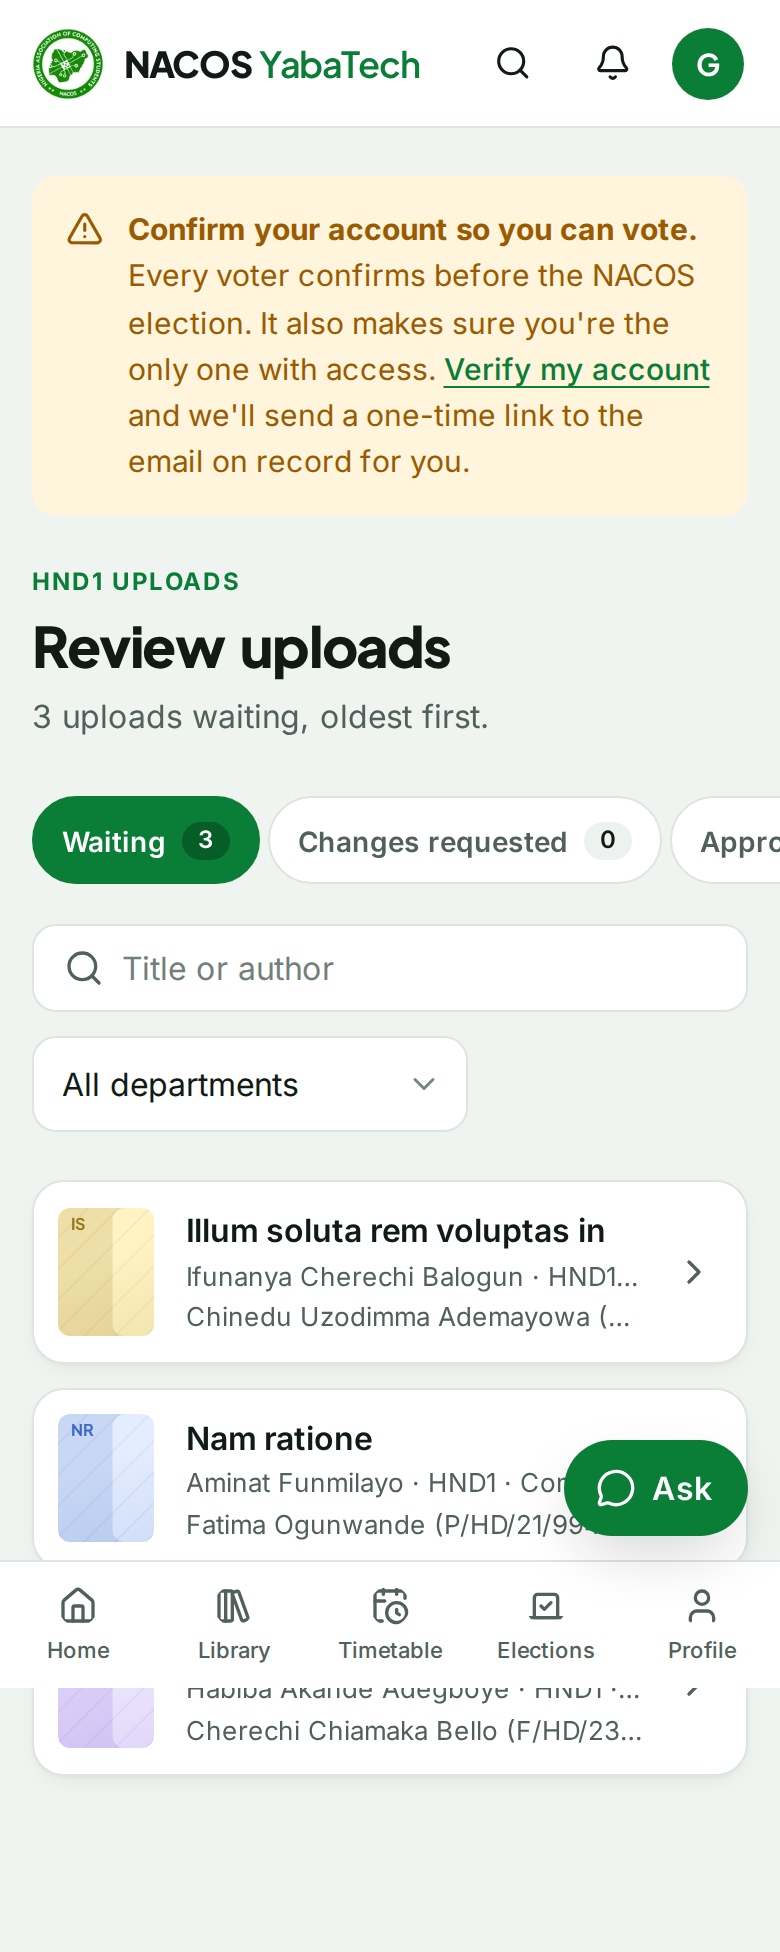 NACOS YabaTech
G
Confirm your account so you can vote.
Every voter confirms before the NACOS
election. It also makes sure you're the
only one with access. Verify my account
and we'll send a one-time link to the
email on record for you.
HND1 UPLOADS
Review uploads
3 uploads waiting, oldest first.
Waiting 3
Changes requested 0
Appro
Title or author
All departments
IS
Illum soluta rem voluptas in
Ifunanya Cherechi Balogun · HND1...
Chinedu Uzodimma Ademayowa (...
NR
Nam ratione
Aminat Funmilayo · HND1 · Con
Fatima Ogunwande (P/HD/21/99
Ask
Home
Library
Timetable
Elections
Profile
Habiba Akande Adegboye · HND1 ·...
Cherechi Chiamaka Bello (F/HD/23...